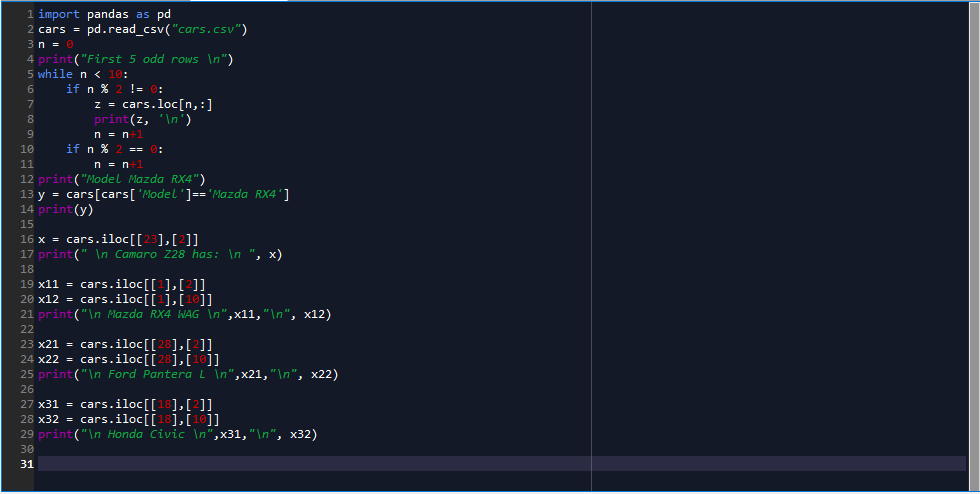 1 import pandas as pd
2 cars = pd.read_csv("cars.csv")
3 n = 0
4 print("First 5 odd rows \n")
5 while n < 10:
6     if n % 2 != 0:
7         z = cars.loc[n,:]
8         print(z, '\n')
9         n = n+1
10     if n % 2 == 0:
11         n = n+1
12 print("Model Mazda RX4")
13 y = cars[cars['Model']=='Mazda RX4']
14 print(y)
15
16 x = cars.iloc[[23],[2]]
17 print(" \n Camaro Z28 has: \n ", x)
18
19 x11 = cars.iloc[[1],[2]]
20 x12 = cars.iloc[[1],[10]]
21 print("\n Mazda RX4 WAG \n",x11,"\n", x12)
22
23 x21 = cars.iloc[[28],[2]]
24 x22 = cars.iloc[[28],[10]]
25 print("\n Ford Pantera L \n",x21,"\n", x22)
26
27 x31 = cars.iloc[[18],[2]]
28 x32 = cars.iloc[[18],[10]]
29 print("\n Honda Civic \n",x31,"\n", x32)
30
31